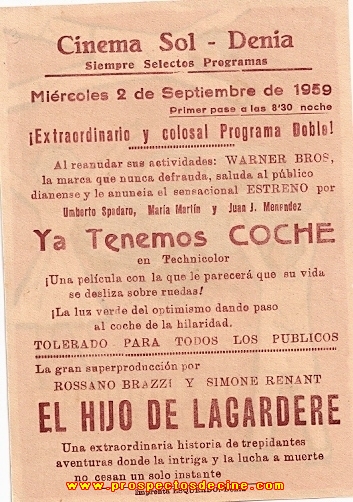 Cinema Sol - Denia
Siempre Selectos Programas
Miércoles 2 de Septiembre de 1959
Primer pase a las 8'30 noche
¡Extraordinario y colosal Programa Doble!
Al reanudar sus actividades: WARNER BROS,
la marca que nunca defrauda, saluda al público
dianense y le anuncia el sensacional ESTRENO por
Umberto Spadaro, María Martín y Juan J. Menendez
Ya Tenemos COCHE
en Technicolor
¡Una película con la que le parecerá que su vida
se desliza sobre ruedas!
¡La luz verde del optimismo dando paso
al coche de la hilaridad.
TOLERADO PARA TODOS LOS PUBLICOS
La gran superproducción por
ROSSANO BRAZZI Y SIMONE RENANT
EL HIJO DE LAGARDERE
Una extraordinaria historia de trepidantes
aventuras donde la intriga y la lucha a muerte
no cesan un solo instante
www.prospectosdecine.com
Imprenta